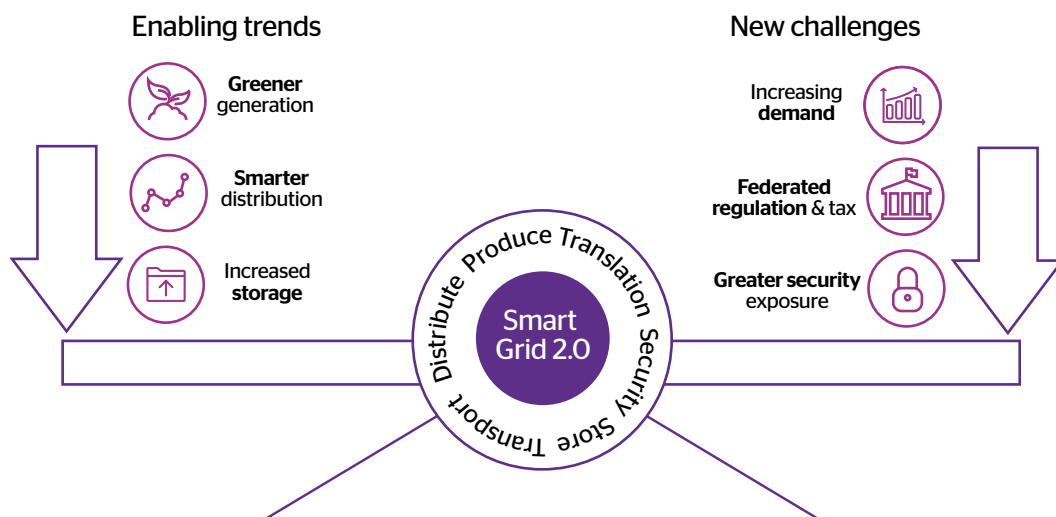 Enabling trends
Greener
generation
Smarter
distribution
Increased
storage
New challenges
Increasing
demand
Federated
regulation & tax
Greater security
exposure
Smart
Grid 2.0
Distribute Produce Translation Security Store Transport